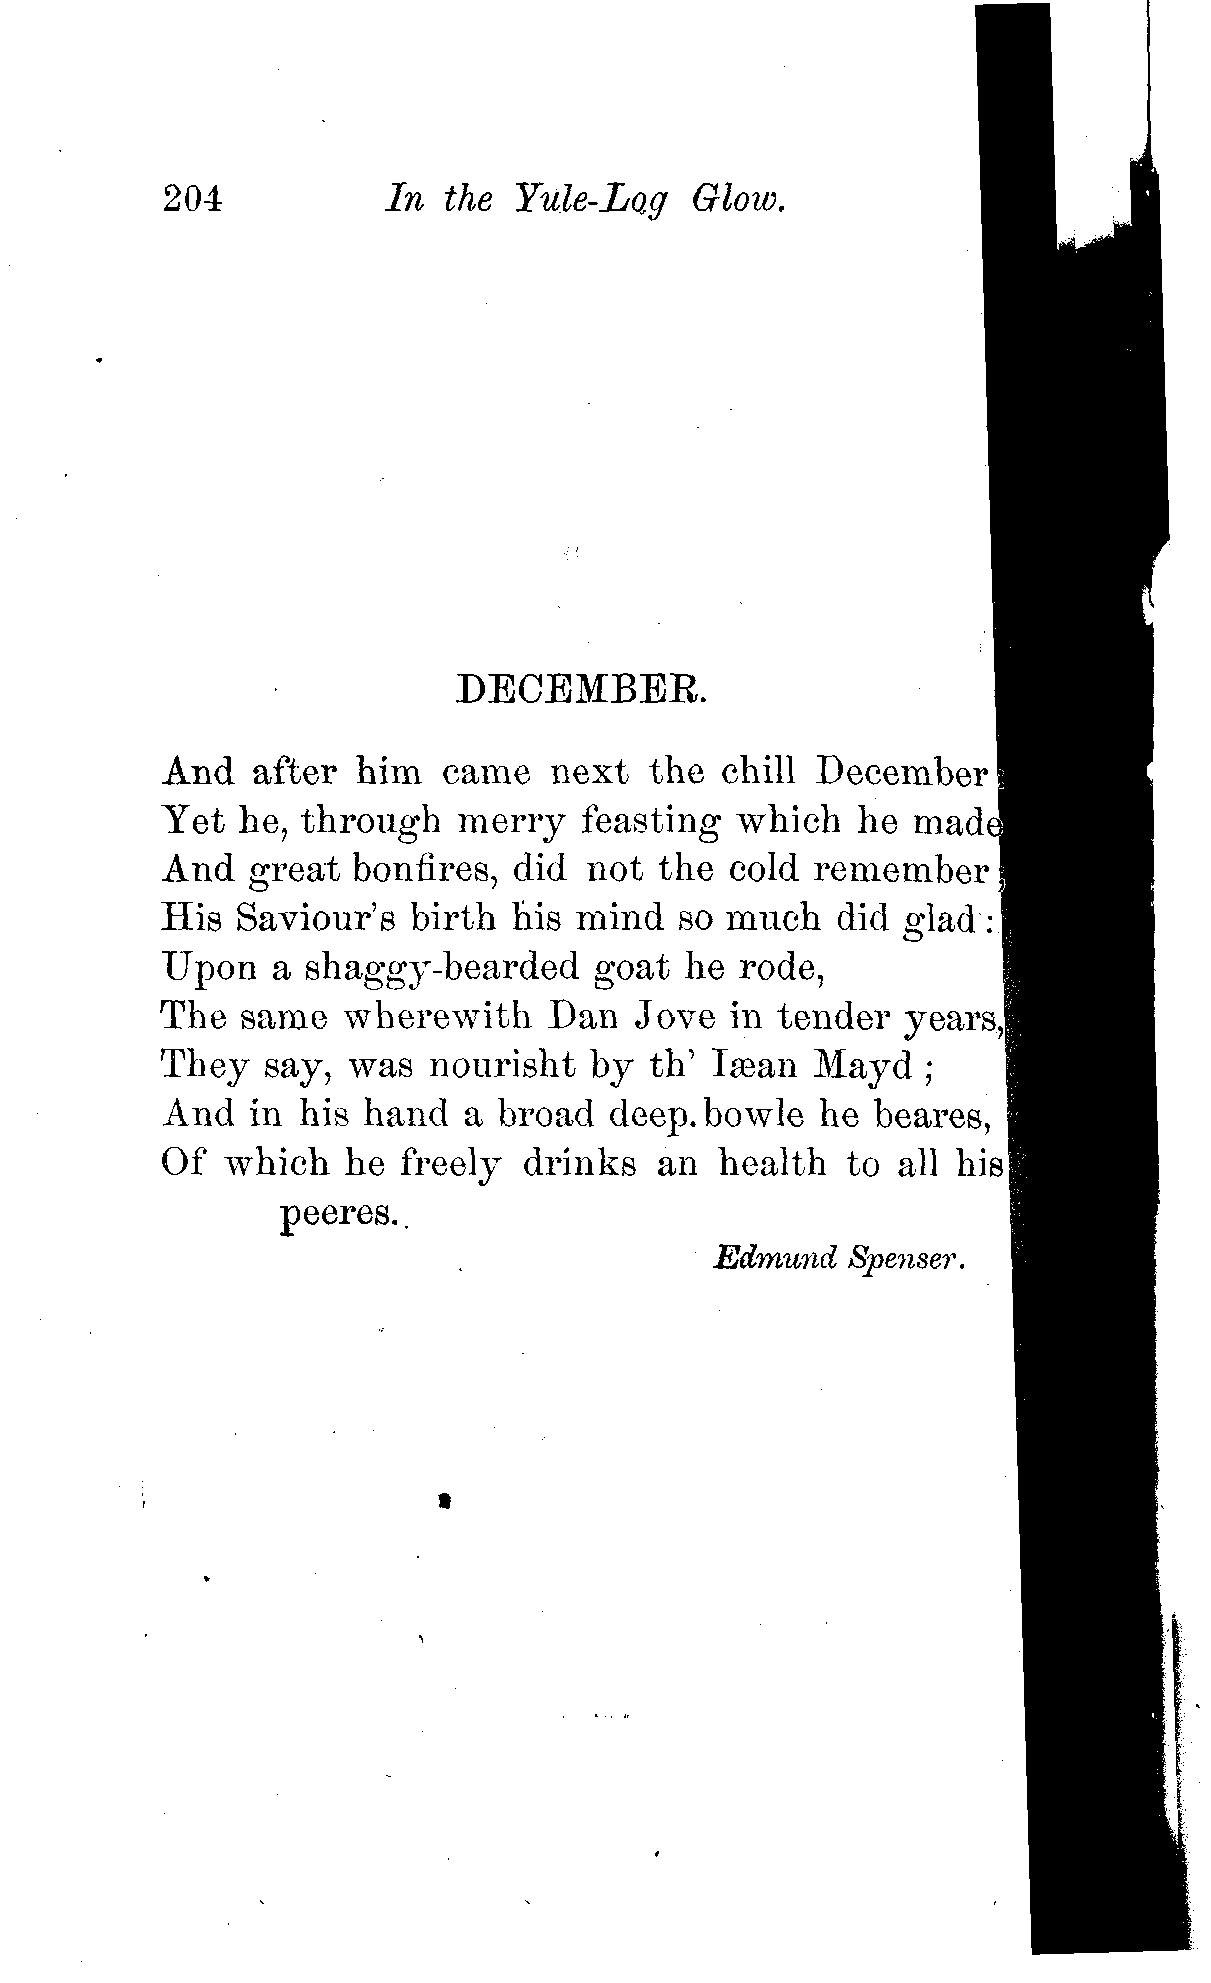 204 In the Yule-Log Glow.
DECEMBER.
And after him came next the chill December;
Yet he, through merry feasting which he made
And great bonfires, did not the cold remember;
His Saviour's birth his mind so much did glad:
Upon a shaggy-bearded goat he rode,
The same wherewith Dan Jove in tender years,
They say, was nourisht by th' Iæan Mayd;
And in his hand a broad deep bowle he beares,
Of which he freely drinks an health to all his
peeres.
Edmund Spenser.